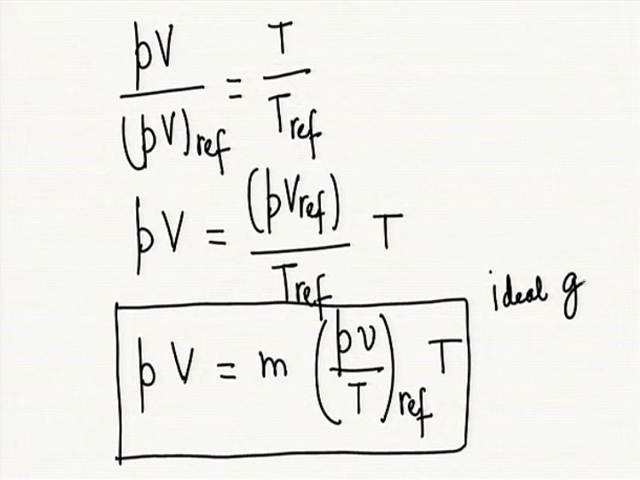 pV / (pV)ref = T / Tref
pV = (pVref) / Tref T
ideal g
pV = m (pv / T)ref T